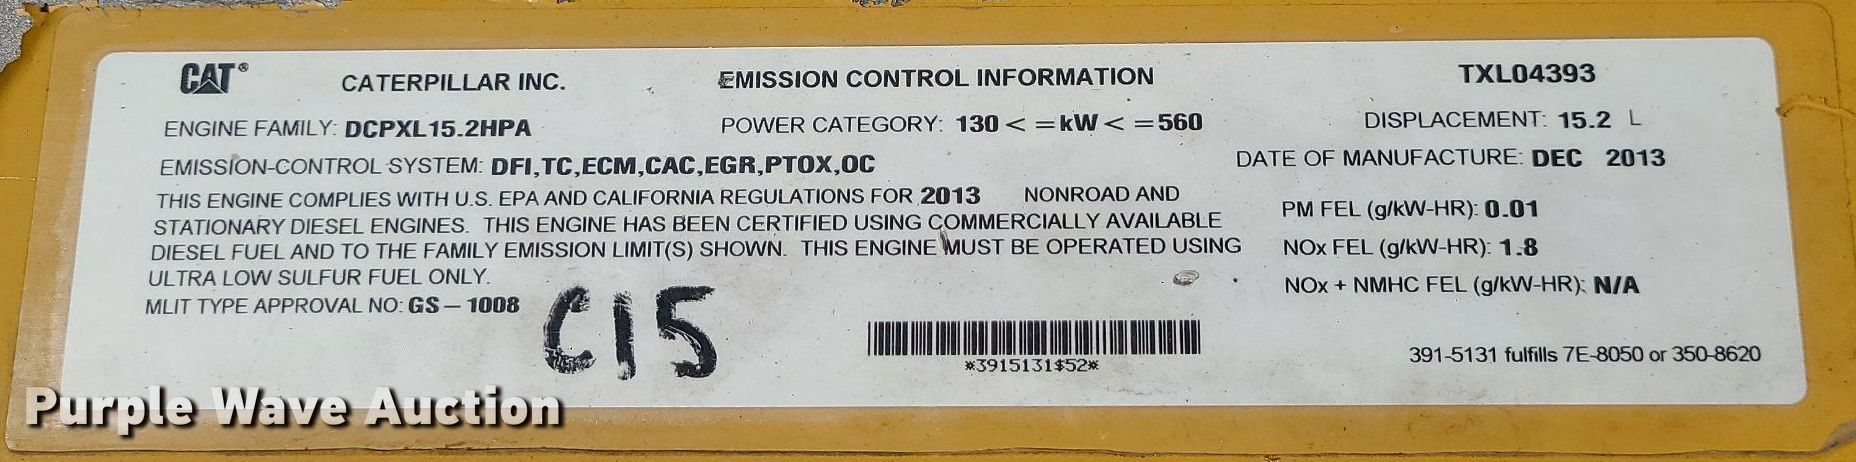 CAT® CATERPILLAR INC. EMISSION CONTROL INFORMATION TXL04393
ENGINE FAMILY: DCPXL15.2HPA POWER CATEGORY: 130 < =kW < =560 DISPLACEMENT: 15.2 L
EMISSION-CONTROL SYSTEM: DFI,TC,ECM,CAC,EGR,PTOX,OC DATE OF MANUFACTURE: DEC 2013
THIS ENGINE COMPLIES WITH U.S. EPA AND CALIFORNIA REGULATIONS FOR 2013 NONROAD AND
STATIONARY DIESEL ENGINES. THIS ENGINE HAS BEEN CERTIFIED USING COMMERCIALLY AVAILABLE
DIESEL FUEL AND TO THE FAMILY EMISSION LIMIT(S) SHOWN. THIS ENGINE MUST BE OPERATED USING
ULTRA LOW SULFUR FUEL ONLY.
MLIT TYPE APPROVAL NO: GS-1008
PM FEL (g/kW-HR): 0.01
NOx FEL (g/kW-HR): 1.8
NOx + NMHC FEL (g/kW-HR): N/A
C15
*3915131$52*
391-5131 fulfills 7E-8050 or 350-8620
Purple Wave Auction